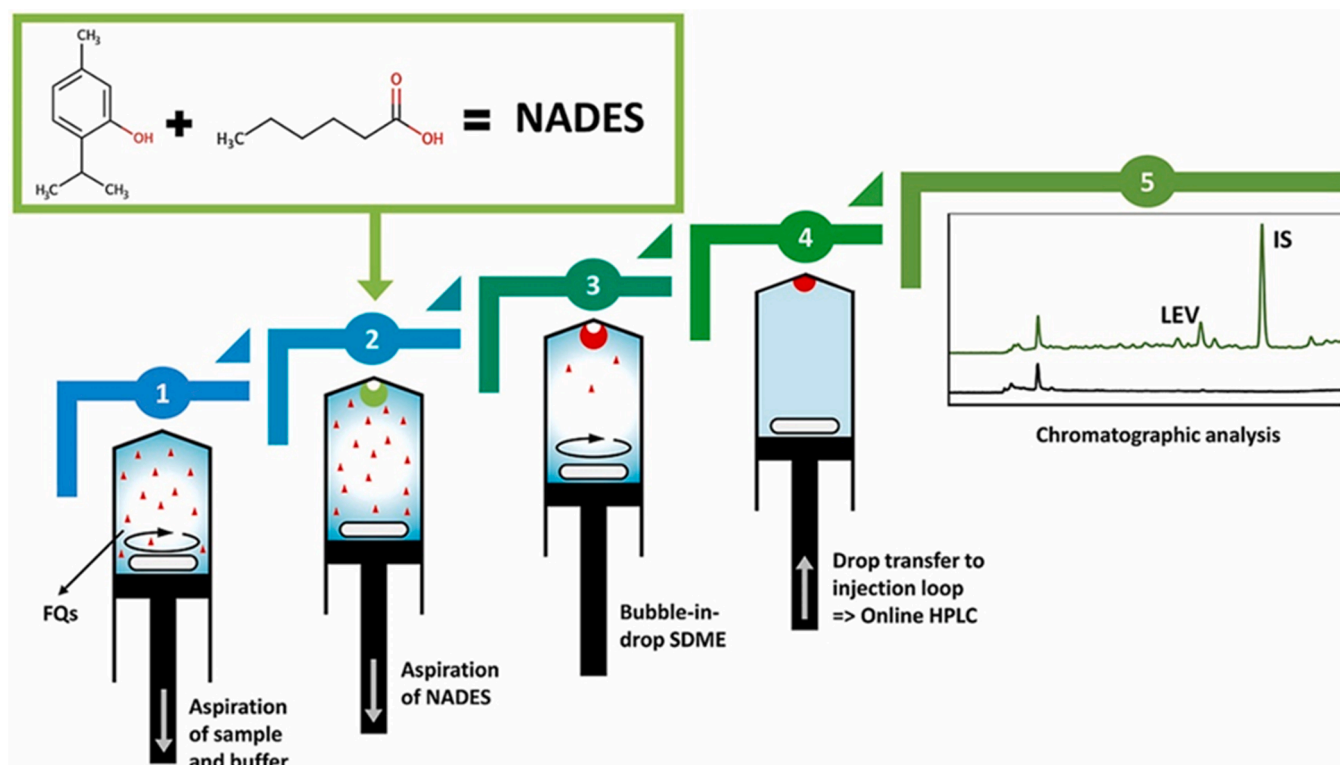 CH₃
OH
H₃C
CH₃
+
H₃C
O
OH
= NADES
1
FQs
Aspiration
of sample
and buffer
2
Aspiration
of NADES
3
Bubble-in-
drop SDME
4
Drop transfer to
injection loop
=> Online HPLC
5
IS
LEV
Chromatographic analysis